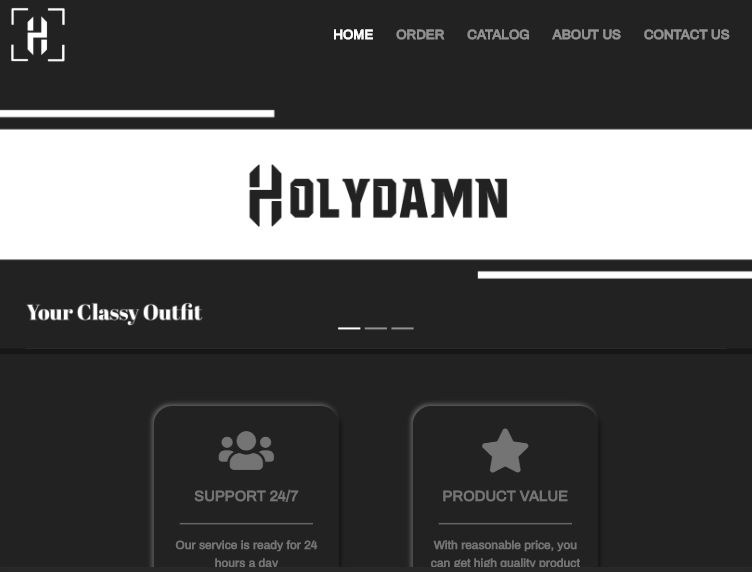 H
HOME ORDER CATALOG ABOUT US CONTACT US
HOLYDAMN
Your Classy Outfit
SUPPORT 24/7
Our service is ready for 24
hours a day
PRODUCT VALUE
With reasonable price, you
can get high quality product